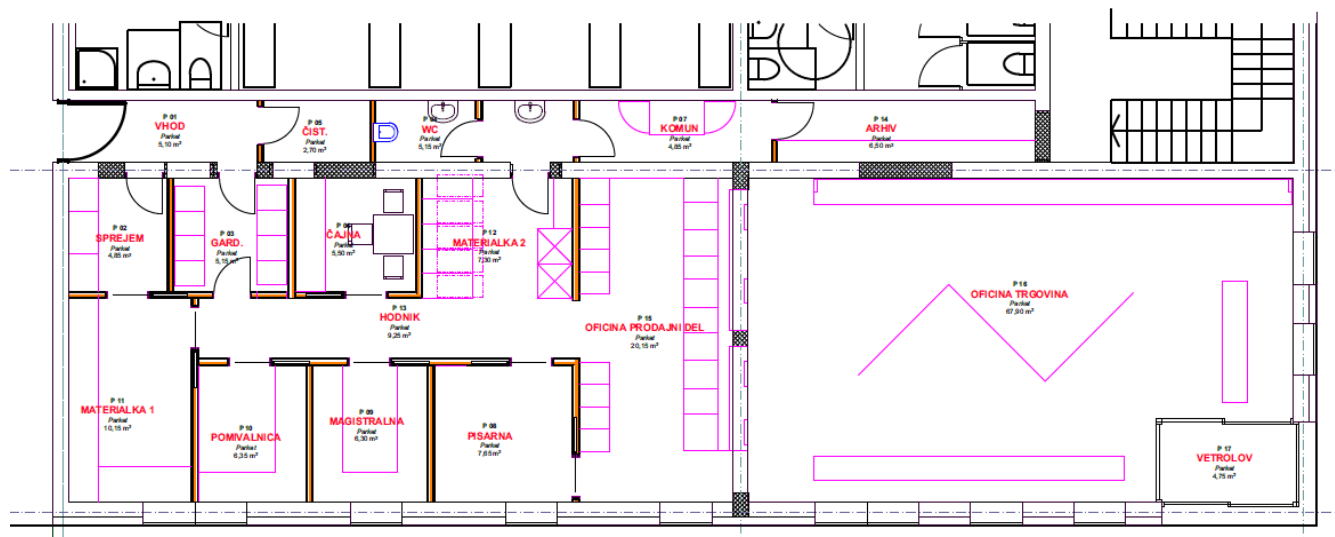 P 01
VHOD
Parket
5,10 m²
P 05
ČIST.
Parket
2,70 m²
WC
Parket
5,15 m²
P 07
KOMUN
Parket
4,85 m²
P 14
ARHIV
Parket
6,50 m²
P 02
SPREJEM
Parket
4,85 m²
P 03
GARD.
Parket
5,15 m²
ČAJNA
Parket
5,50 m²
P 12
MATERIALKA 2
Parket
7,30 m²
P 13
HODNIK
Parket
9,25 m²
P 15
OFICINA PRODAJNI DEL
Parket
20,15 m²
P 16
OFICINA TRGOVINA
Parket
67,90 m²
P 11
MATERIALKA 1
Parket
10,15 m²
P 10
POMIVALNICA
Parket
6,35 m²
P 09
MAGISTRALNA
Parket
6,30 m²
P 08
PISARNA
Parket
7,65 m²
P 17
VETROLOV
Parket
4,75 m²